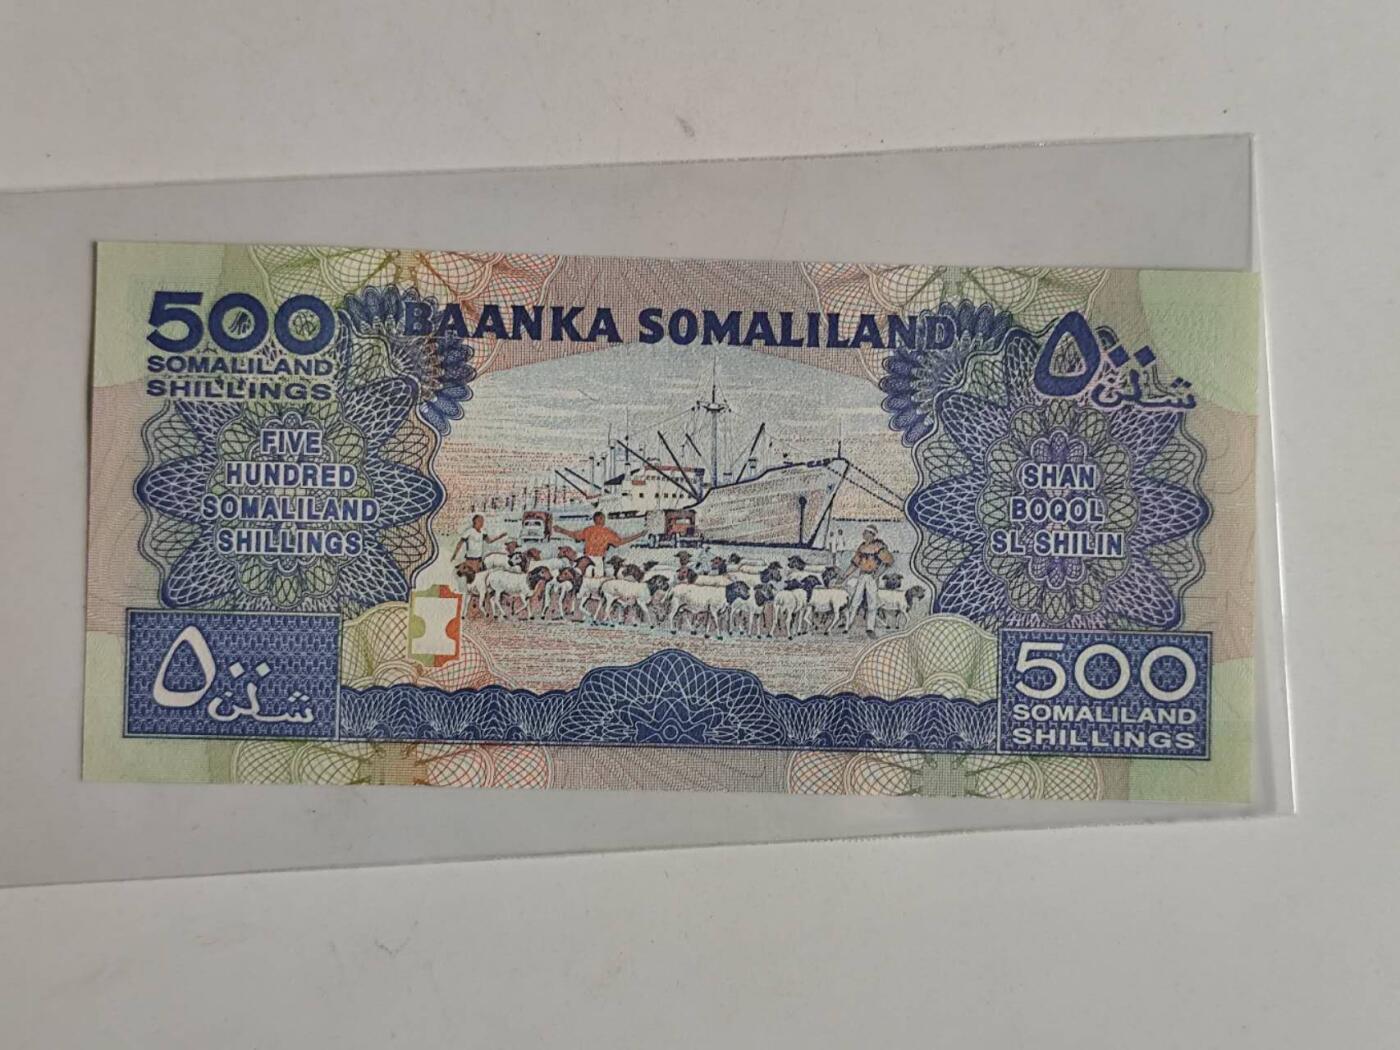 BAANKA SOMALILAND
500
SOMALILAND
SHILLINGS
FIVE
HUNDRED
SOMALILAND
SHILLINGS
٥٠٠
شلن
٥٠٠
شلن
SHAN
BOQOL
SL SHILIN
500
SOMALILAND
SHILLINGS